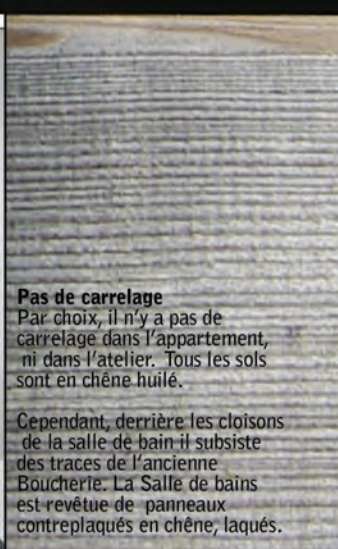 Pas de carrelage
Par choix, il n'y a pas de
carrelage dans l'appartement,
ni dans l'atelier. Tous les sols
sont en chêne huilé.
Cependant, derrière les cloisons
de la salle de bain il subsiste
des traces de l'ancienne
Boucherie. La Salle de bains
est revêtue de panneaux
contreplaqués en chêne, laqués.